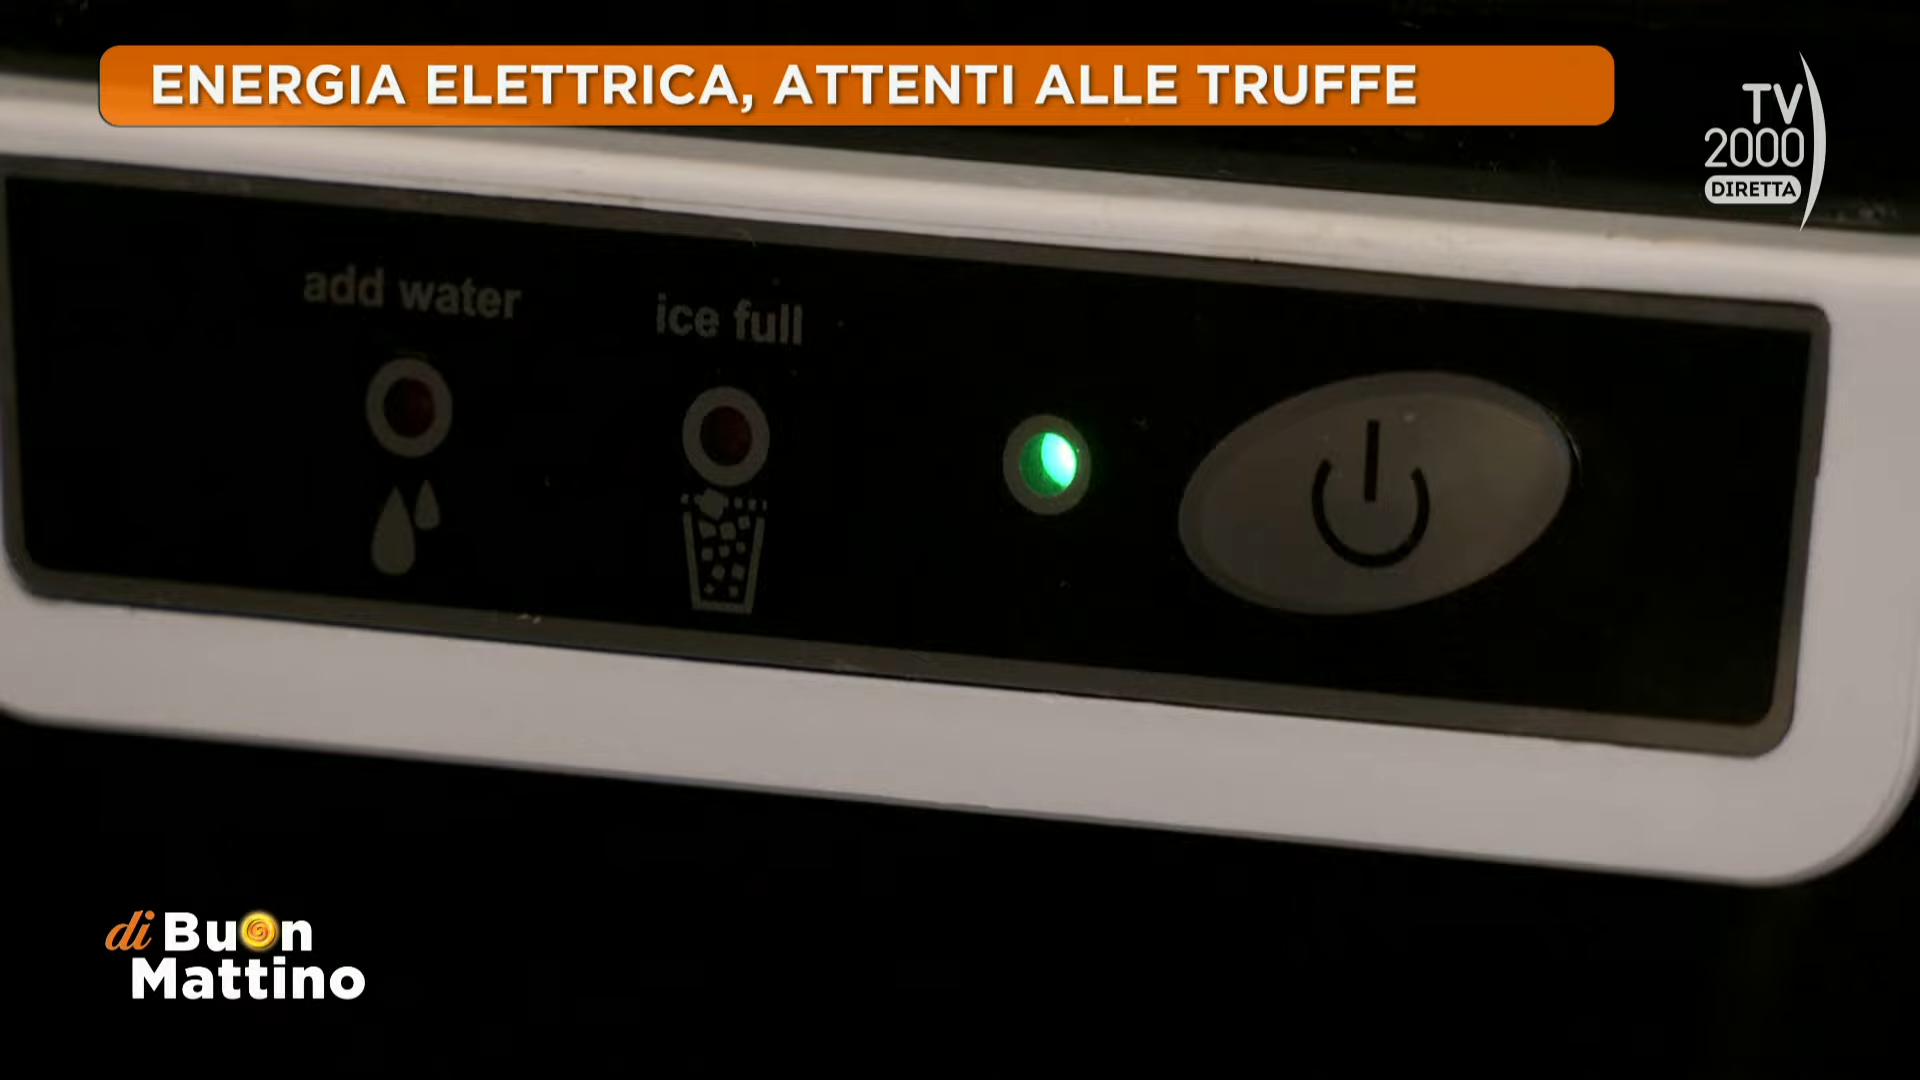 ENERGIA ELETTRICA, ATTENTI ALLE TRUFFE
TV
2000
DIRETTA
add water
ice full
di Buon
Mattino